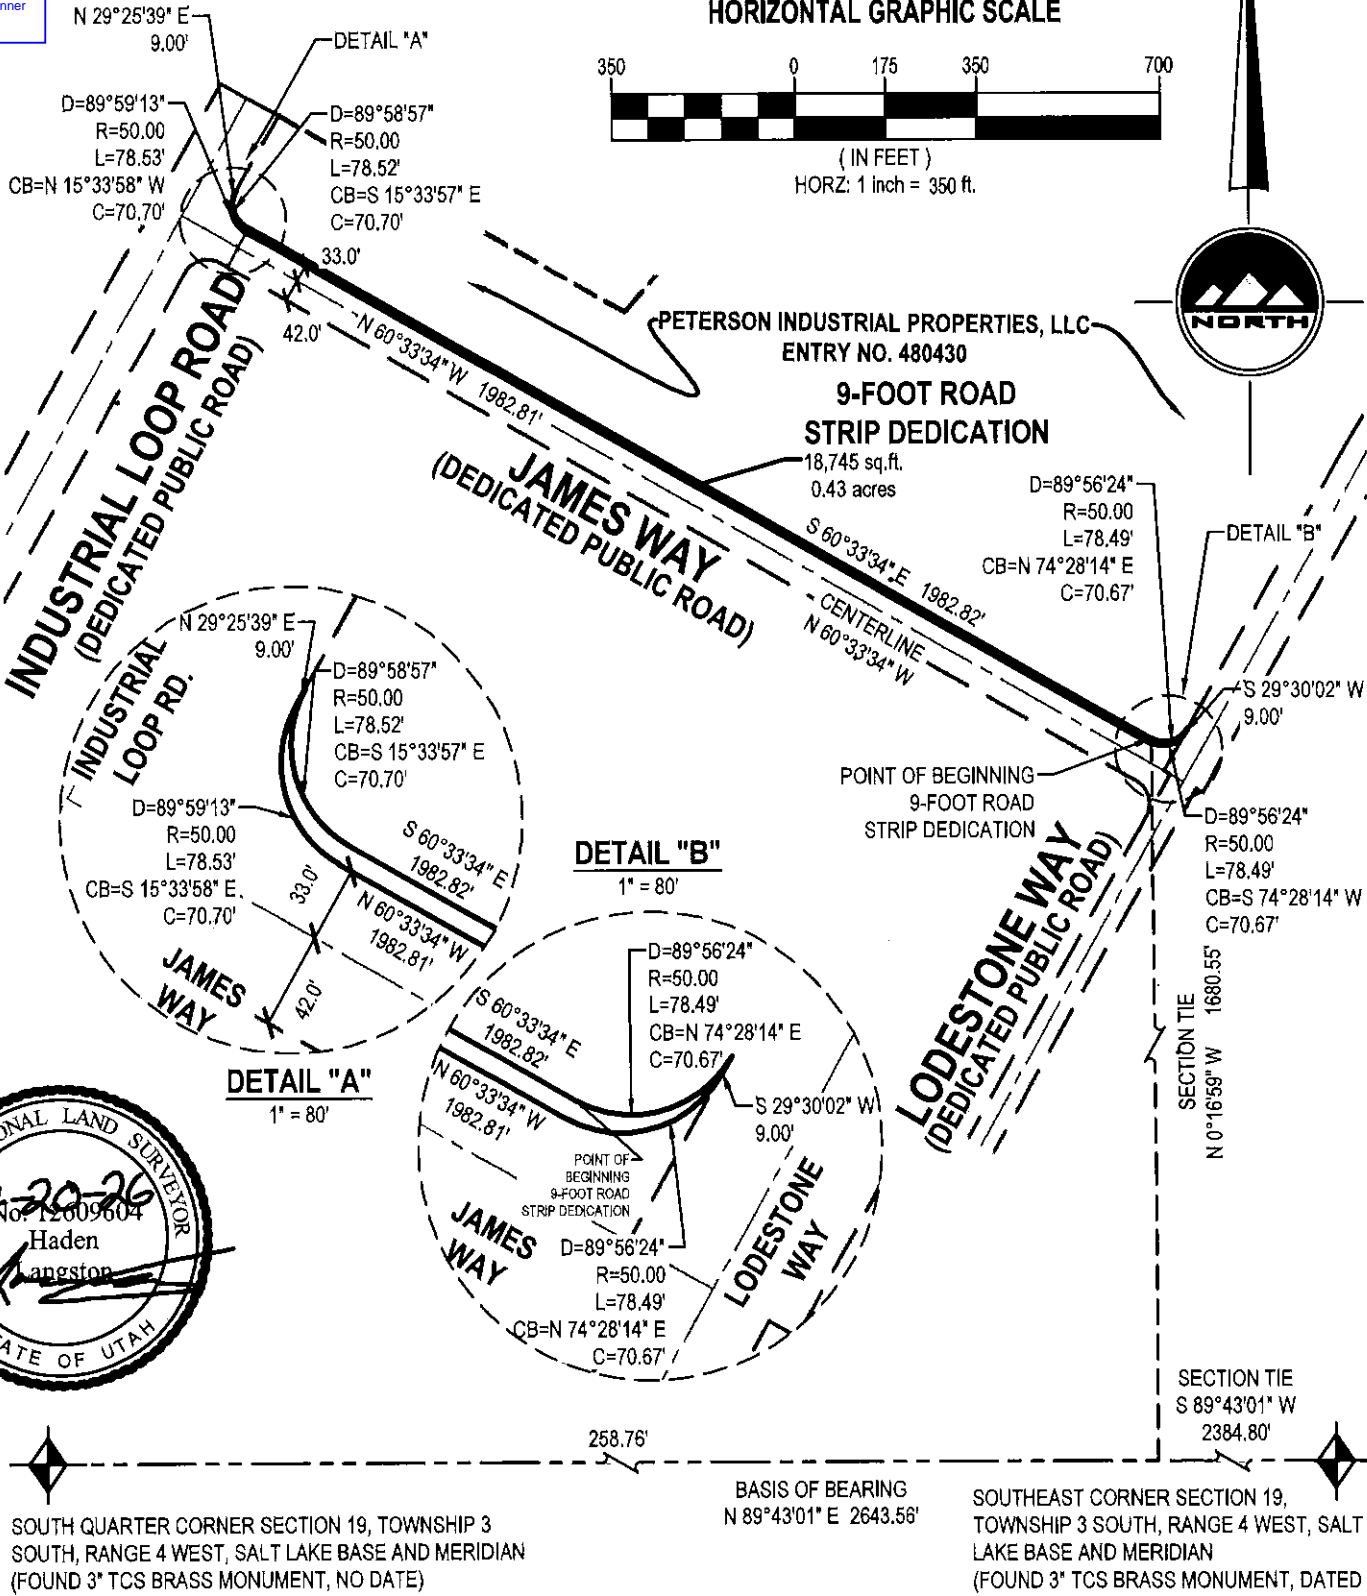 nner
N 29°25'39" E
9.00'
DETAIL "A"
D=89°59'13"
R=50.00
L=78.53'
CB=N 15°33'58" W
C=70.70'
D=89°58'57"
R=50.00
L=78.52'
CB=S 15°33'57" E
C=70.70'
HORIZONTAL GRAPHIC SCALE
350 0 175 350 700
( IN FEET )
HORZ: 1 inch = 350 ft.
NORTH
33.0'
42.0'
N 60°33'34" W 1982.81'
PETERSON INDUSTRIAL PROPERTIES, LLC
ENTRY NO. 480430
9-FOOT ROAD
STRIP DEDICATION
18,745 sq.ft.
0.43 acres
INDUSTRIAL LOOP ROAD
(DEDICATED PUBLIC ROAD)
JAMES WAY
(DEDICATED PUBLIC ROAD)
S 60°33'34" E 1982.82'
CENTERLINE
N 60°33'34" W
D=89°56'24"
R=50.00
L=78.49'
CB=N 74°28'14" E
C=70.67'
DETAIL "B"
S 29°30'02" W
9.00'
POINT OF BEGINNING
9-FOOT ROAD
STRIP DEDICATION
D=89°56'24"
R=50.00
L=78.49'
CB=S 74°28'14" W
C=70.67'
LODESTONE WAY
(DEDICATED PUBLIC ROAD)
SECTION TIE
N 0°16'59" W 1680.55'
N 29°25'39" E
9.00'
INDUSTRIAL
LOOP RD.
D=89°58'57"
R=50.00
L=78.52'
CB=S 15°33'57" E
C=70.70'
D=89°59'13"
R=50.00
L=78.53'
CB=S 15°33'58" E
C=70.70'
S 60°33'34" E
1982.82'
N 60°33'34" W
1982.81'
33.0'
42.0'
JAMES
WAY
DETAIL "A"
1" = 80'
DETAIL "B"
1" = 80'
D=89°56'24"
R=50.00
L=78.49'
CB=N 74°28'14" E
C=70.67'
S 60°33'34" E
1982.82'
N 60°33'34" W
1982.81'
S 29°30'02" W
9.00'
POINT OF
BEGINNING
9-FOOT ROAD
STRIP DEDICATION
JAMES
WAY
LODESTONE
WAY
D=89°56'24"
R=50.00
L=78.49'
CB=N 74°28'14" E
C=70.67'
ONAL LAND SURVEYOR
-20-26
No. 12609604
Haden
Langston
ATE OF UTAH
SECTION TIE
S 89°43'01" W
2384.80'
258.76'
BASIS OF BEARING
N 89°43'01" E 2643.56'
SOUTH QUARTER CORNER SECTION 19, TOWNSHIP 3
SOUTH, RANGE 4 WEST, SALT LAKE BASE AND MERIDIAN
(FOUND 3" TCS BRASS MONUMENT, NO DATE)
SOUTHEAST CORNER SECTION 19,
TOWNSHIP 3 SOUTH, RANGE 4 WEST, SALT
LAKE BASE AND MERIDIAN
(FOUND 3" TCS BRASS MONUMENT, DATED